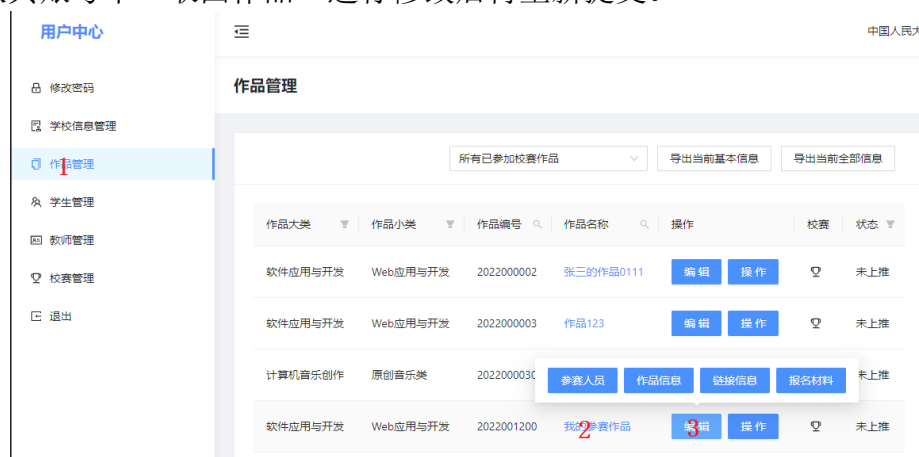 用户中心
中国人民大
修改密码
作品管理
学校信息管理
作品管理
1
所有已参加校赛作品
导出当前基本信息
导出当前全部信息
学生管理
作品大类
作品小类
作品编号
作品名称
操作
校赛
状态
教师管理
软件应用与开发
Web应用与开发
2022000002
张三的作品0111
编辑
操作
未上推
校赛管理
退出
软件应用与开发
Web应用与开发
2022000003
作品123
编辑
操作
未上推
计算机音乐创作
原创音乐类
202200003
参赛人员
作品信息
链接信息
报名材料
未上推
软件应用与开发
Web应用与开发
2022001200
我的参赛作品
2
编辑
3
操作
未上推